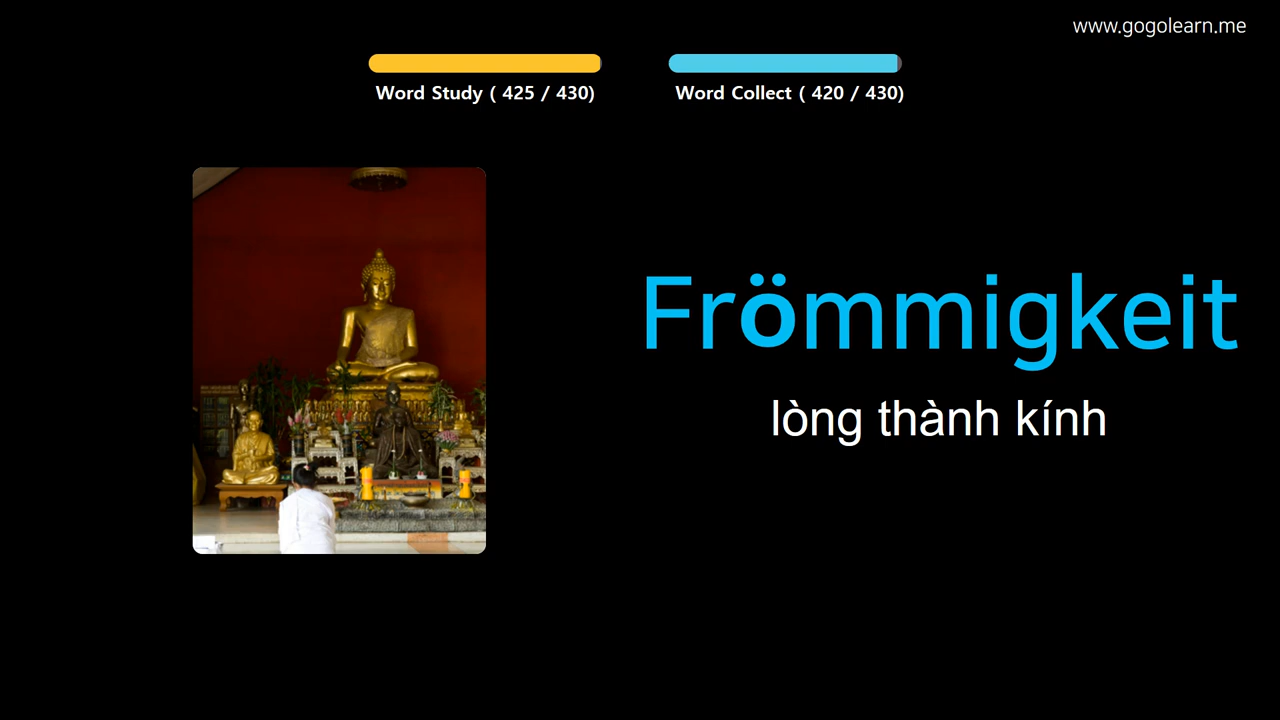 www.gogolearn.me
Word Study ( 425 / 430)
Word Collect ( 420 / 430)
Frömmigkeit
lòng thành kính